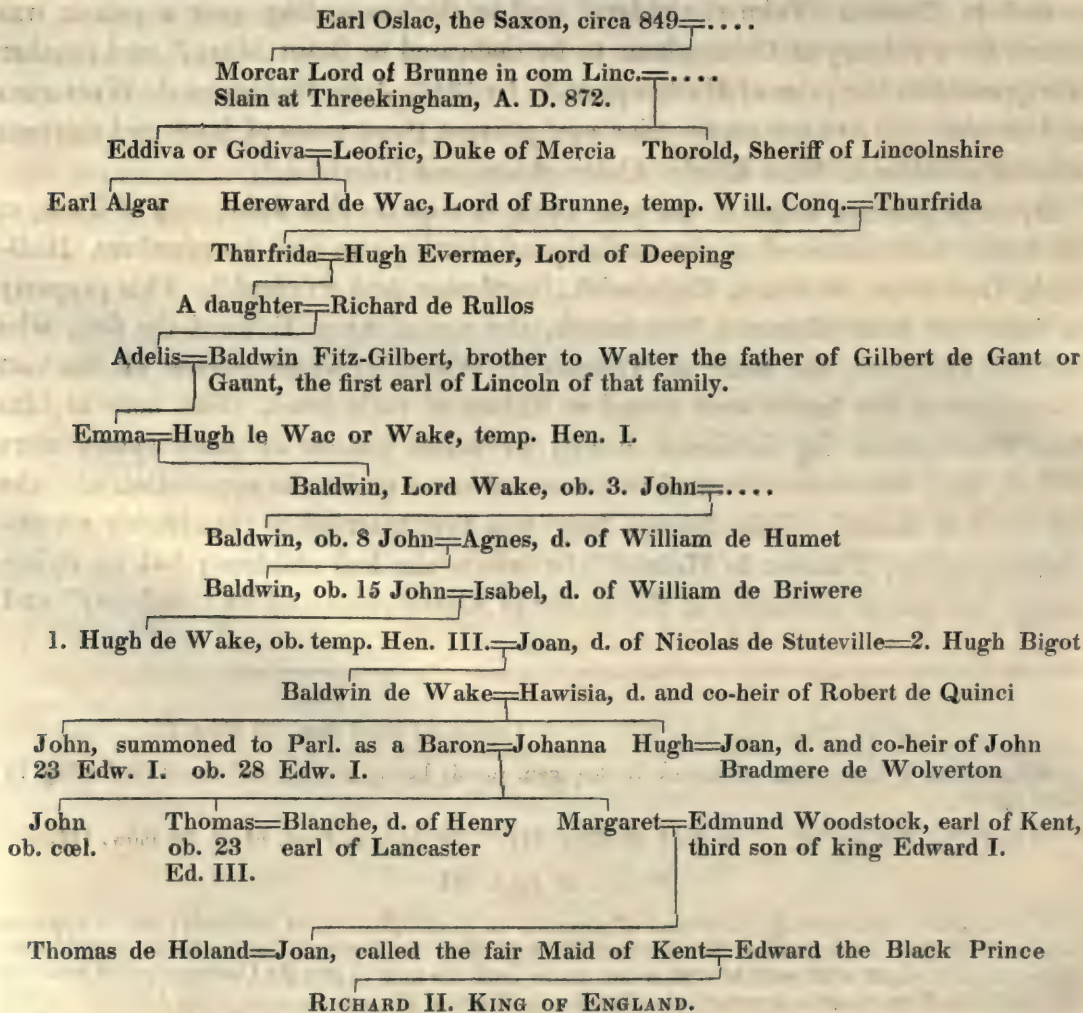 Earl Oslac, the Saxon, circa 849=....
Morcar Lord of Brunne in com Linc.=....
Slain at Threekingham, A. D. 872.
Eddiva or Godiva=Leofric, Duke of Mercia Thorold, Sheriff of Lincolnshire
Earl Algar Hereward de Wac, Lord of Brunne, temp. Will. Conq.=Thurfrida
Thurfrida=Hugh Evermer, Lord of Deeping
A daughter=Richard de Rullos
Adelis=Baldwin Fitz-Gilbert, brother to Walter the father of Gilbert de Gant or
Gaunt, the first earl of Lincoln of that family.
Emma=Hugh le Wac or Wake, temp. Hen. I.
Baldwin, Lord Wake, ob. 3. John=....
Baldwin, ob. 8 John=Agnes, d. of William de Humet
Baldwin, ob. 15 John=Isabel, d. of William de Briwere
1. Hugh de Wake, ob. temp. Hen. III.=Joan, d. of Nicolas de Stuteville=2. Hugh Bigot
Baldwin de Wake=Hawisia, d. and co-heir of Robert de Quinci
John, summoned to Parl. as a Baron=Johanna Hugh=Joan, d. and co-heir of John
23 Edw. I. ob. 28 Edw. I. Bradmere de Wolverton
John Thomas=Blanche, d. of Henry Margaret=Edmund Woodstock, earl of Kent,
ob. cœl. ob. 23 earl of Lancaster third son of king Edward I.
Ed. III.
Thomas de Holand=Joan, called the fair Maid of Kent=Edward the Black Prince
RICHARD II. KING OF ENGLAND.